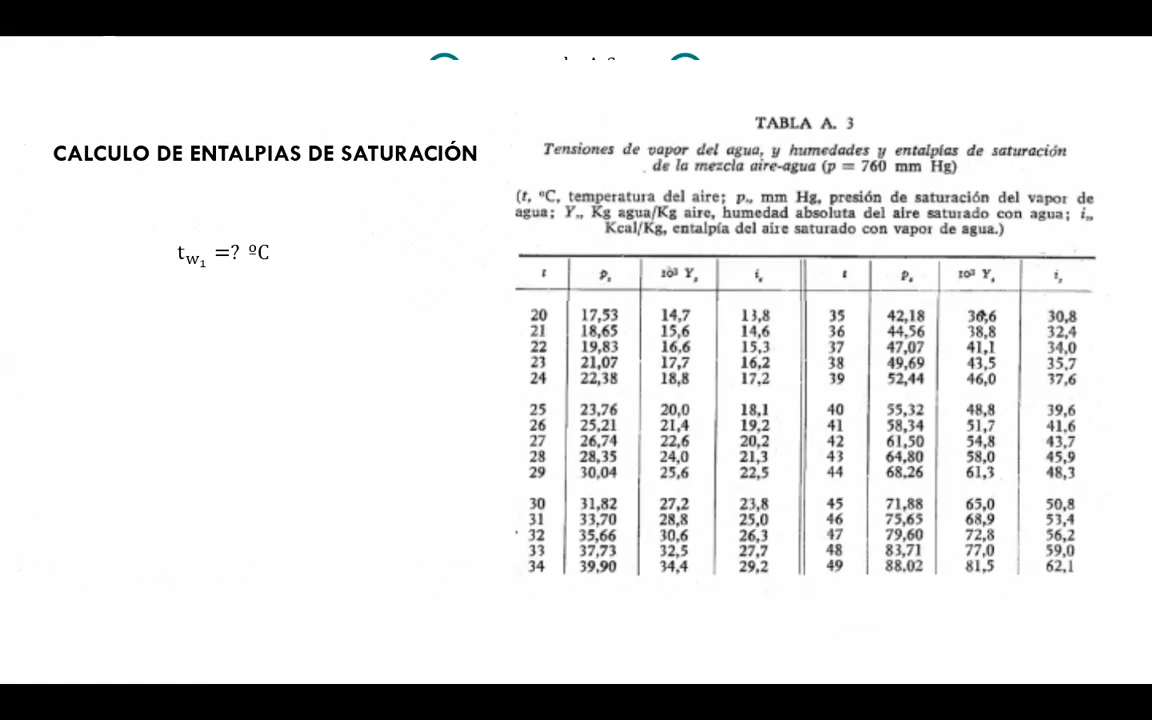 CALCULO DE ENTALPIAS DE SATURACIÓN
t_w₁ =? ºC
TABLA A. 3
Tensiones de vapor del agua, y humedades y entalpías de saturación
de la mezcla aire-agua (p = 760 mm Hg)
(t, ºC, temperatura del aire; pₛ, mm Hg, presión de saturación del vapor de
agua; Yₛ, Kg agua/Kg aire, humedad absoluta del aire saturado con agua; iₛ,
Kcal/Kg, entalpía del aire saturado con vapor de agua.)
t pₛ 10³ Yₛ iₛ t pₛ 10³ Yₛ iₛ
20 17,53 14,7 13,8 35 42,18 36,6 30,8
21 18,65 15,6 14,6 36 44,56 38,8 32,4
22 19,83 16,6 15,3 37 47,07 41,1 34,0
23 21,07 17,7 16,2 38 49,69 43,5 35,7
24 22,38 18,8 17,2 39 52,44 46,0 37,6
25 23,76 20,0 18,1 40 55,32 48,8 39,6
26 25,21 21,4 19,2 41 58,34 51,7 41,6
27 26,74 22,6 20,2 42 61,50 54,8 43,7
28 28,35 24,0 21,3 43 64,80 58,0 45,9
29 30,04 25,6 22,5 44 68,26 61,3 48,3
30 31,82 27,2 23,8 45 71,88 65,0 50,8
31 33,70 28,8 25,0 46 75,65 68,9 53,4
32 35,66 30,6 26,3 47 79,60 72,8 56,2
33 37,73 32,5 27,7 48 83,71 77,0 59,0
34 39,90 34,4 29,2 49 88,02 81,5 62,1